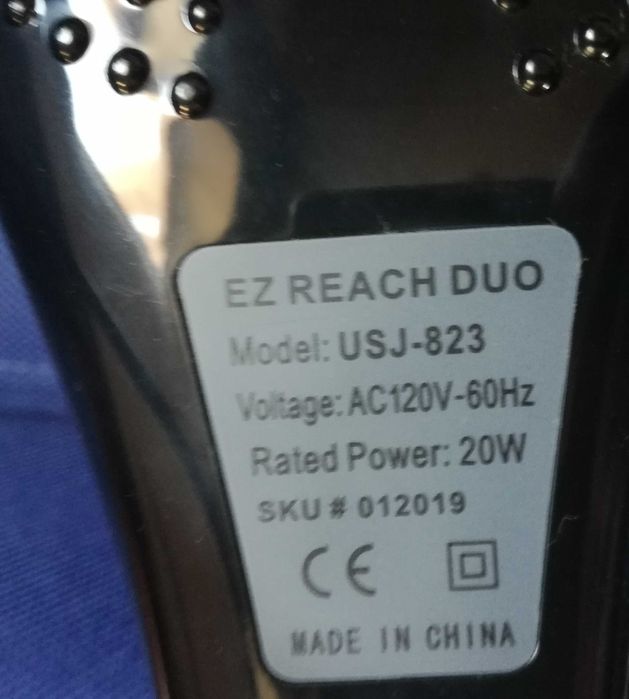 EZ REACH DUO
Model: USJ-823
Voltage: AC120V-60Hz
Rated Power: 20W
SKU # 012019
CE
MADE IN CHINA